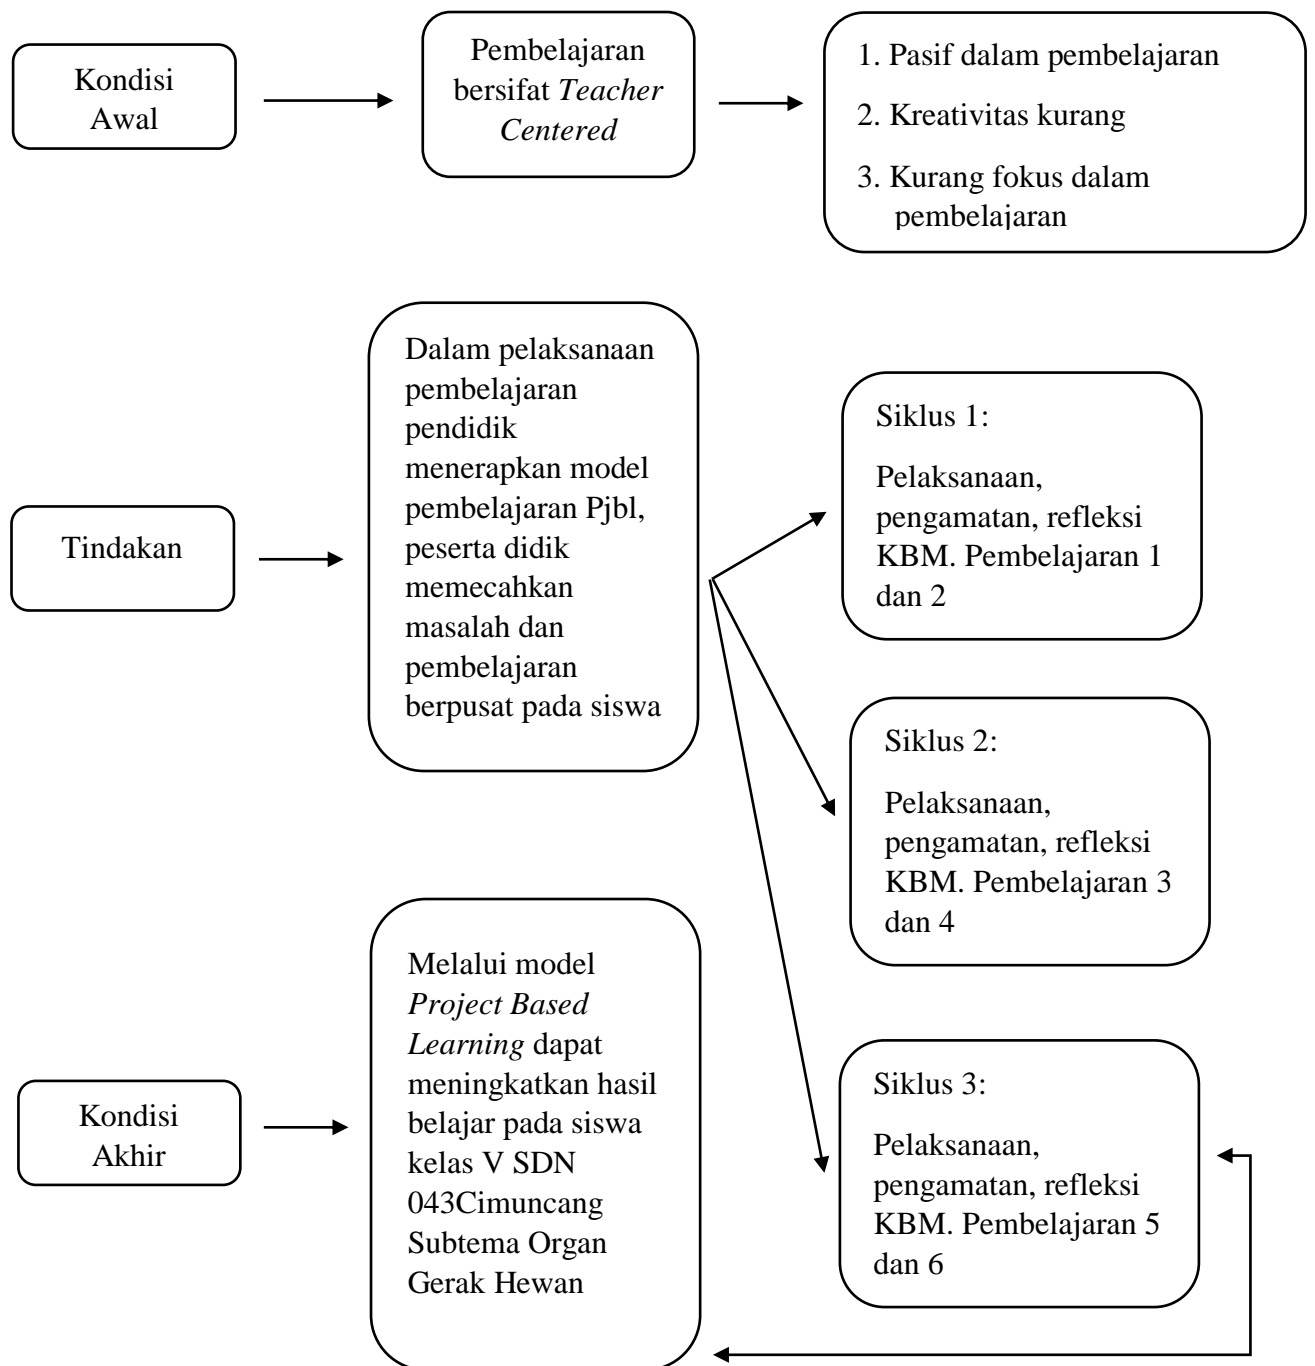 Kondisi
Awal
Pembelajaran
bersifat Teacher
Centered
1. Pasif dalam pembelajaran
2. Kreativitas kurang
3. Kurang fokus dalam
pembelajaran
Tindakan
Dalam pelaksanaan
pembelajaran
pendidik
menerapkan model
pembelajaran Pjbl,
peserta didik
memecahkan
masalah dan
pembelajaran
berpusat pada siswa
Siklus 1:
Pelaksanaan,
pengamatan, refleksi
KBM. Pembelajaran 1
dan 2
Siklus 2:
Pelaksanaan,
pengamatan, refleksi
KBM. Pembelajaran 3
dan 4
Siklus 3:
Pelaksanaan,
pengamatan, refleksi
KBM. Pembelajaran 5
dan 6
Kondisi
Akhir
Melalui model
Project Based
Learning dapat
meningkatkan hasil
belajar pada siswa
kelas V SDN
043Cimuncang
Subtema Organ
Gerak Hewan